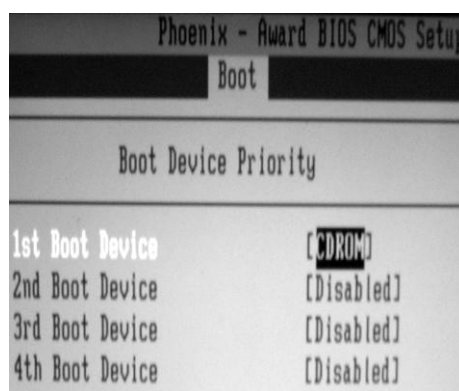 Phoenix - Award BIOS CMOS Setup
Boot
Boot Device Priority
1st Boot Device [CDROM]
2nd Boot Device [Disabled]
3rd Boot Device [Disabled]
4th Boot Device [Disabled]